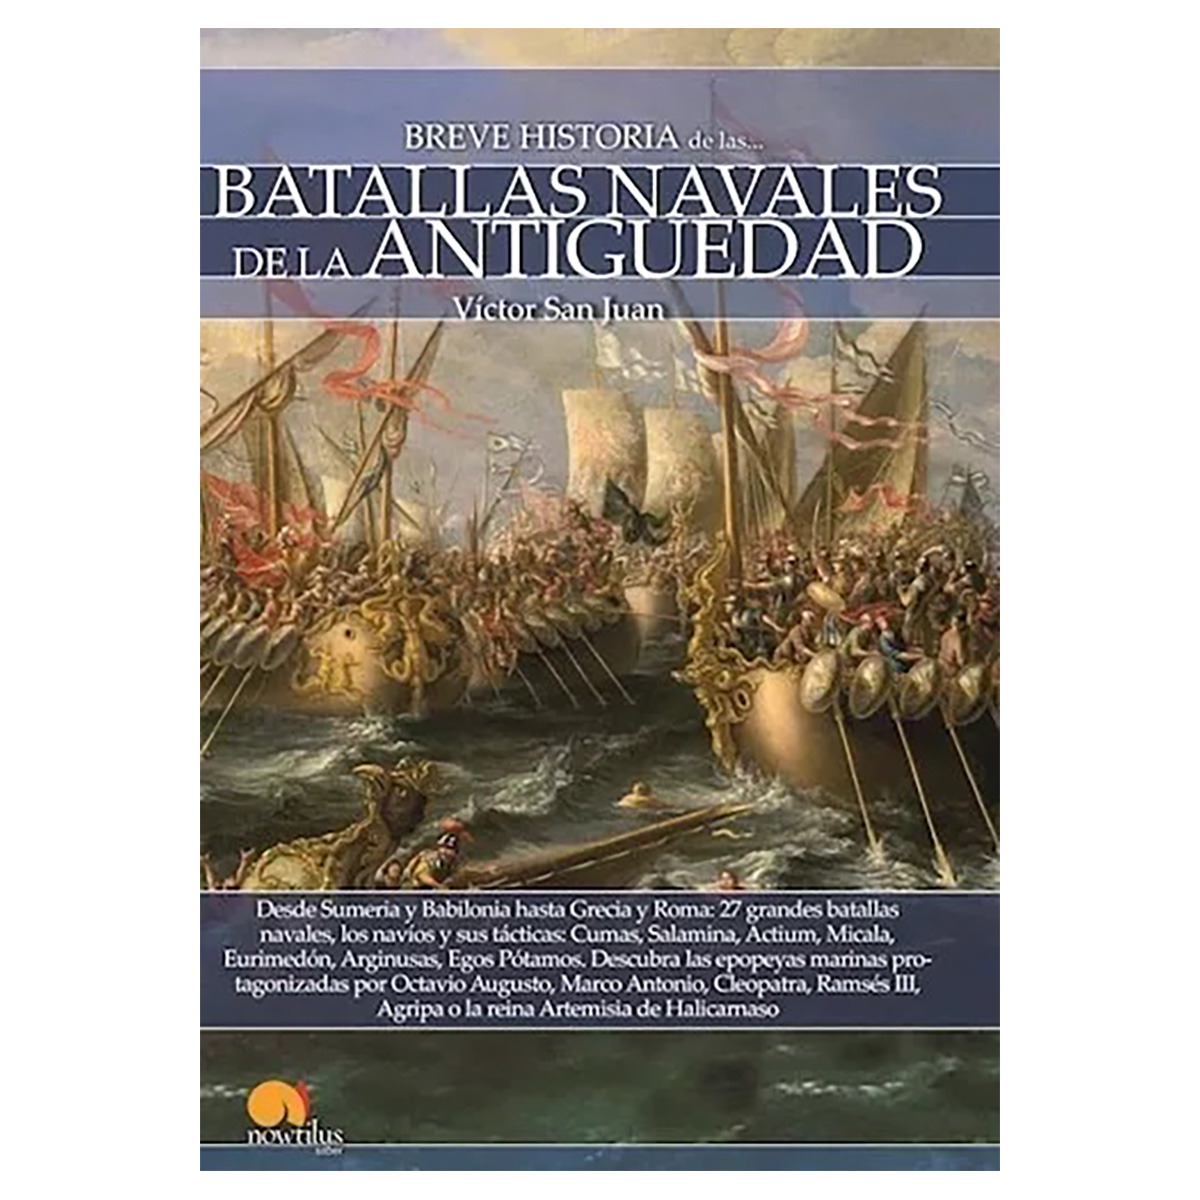 BREVE HISTORIA de las...
BATALLAS NAVALES
DE LA ANTIGUEDAD
Víctor San Juan
Desde Sumeria y Babilonia hasta Grecia y Roma: 27 grandes batallas
navales, los navíos y sus tácticas: Cumas, Salamina, Actium, Micala,
Eurimedón, Arginusas, Egos Pótamos. Descubra las epopeyas marinas pro-
tagonizadas por Octavio Augusto, Marco Antonio, Cleopatra, Ramsés III,
Agripa o la reina Artemisia de Halicarnaso
nowtilus
saber